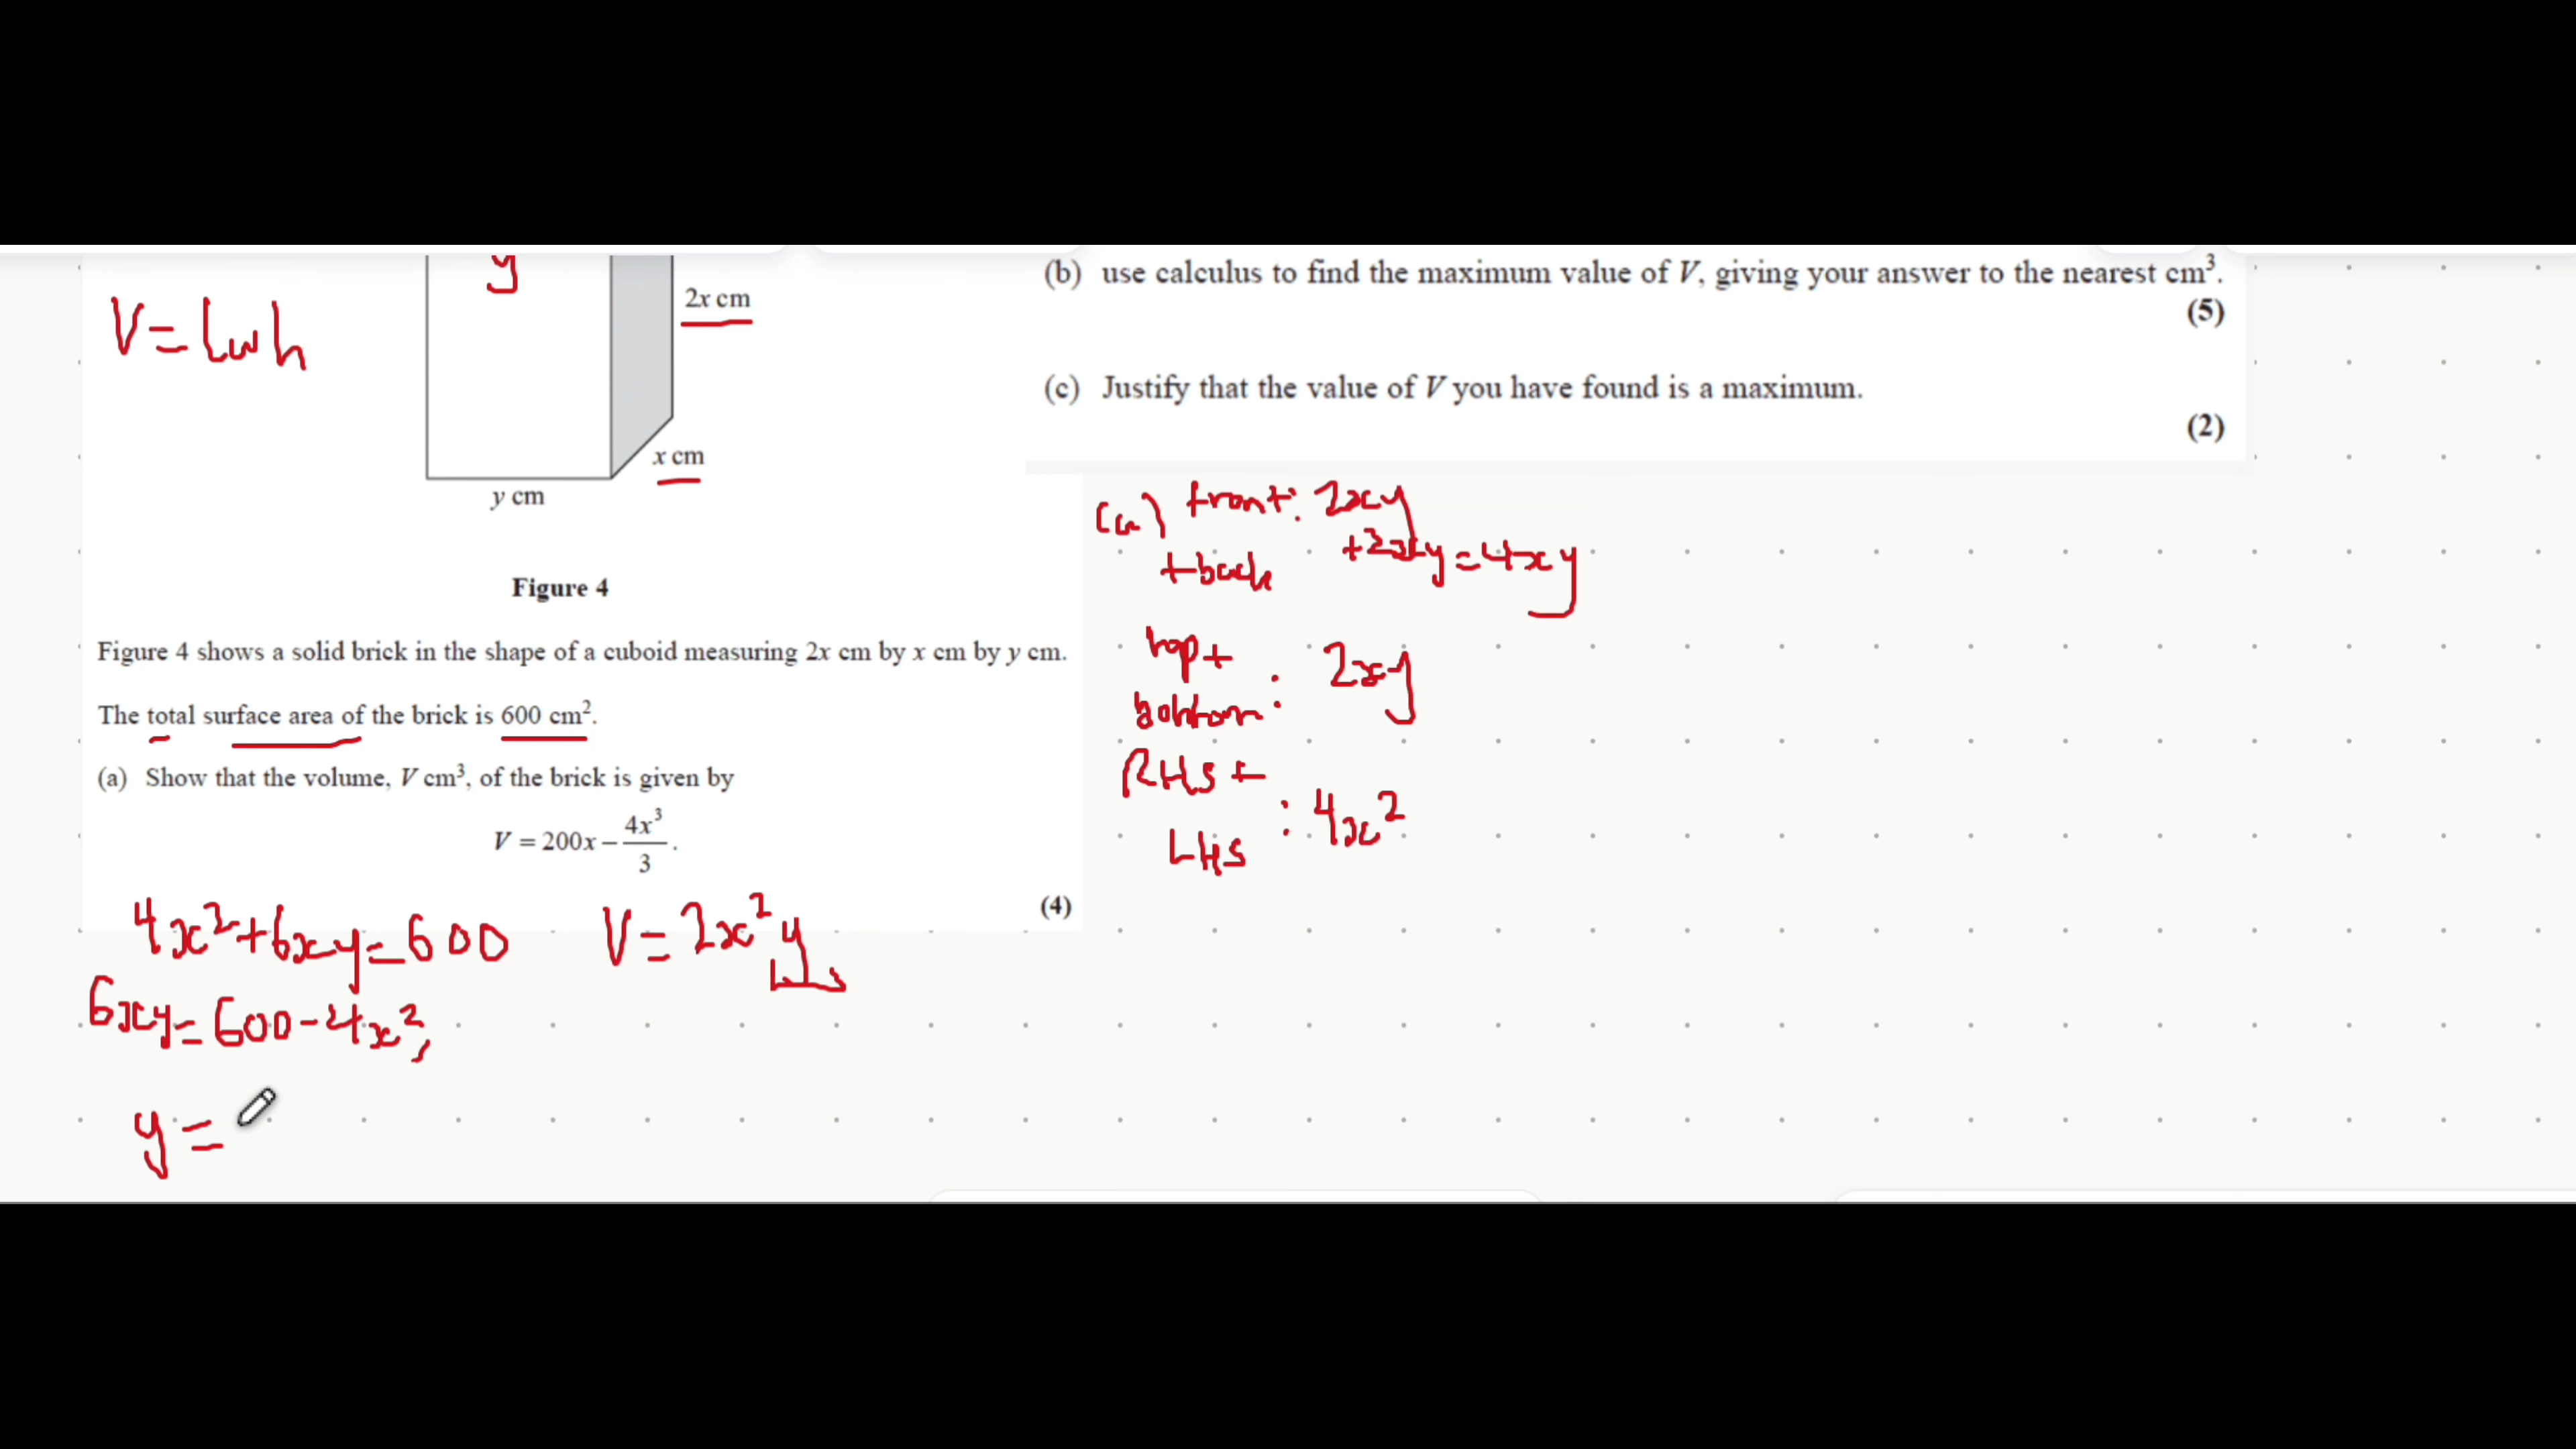 y
V=lwh
2x cm
x cm
y cm
Figure 4
Figure 4 shows a solid brick in the shape of a cuboid measuring 2x cm by x cm by y cm.
The total surface area of the brick is 600 cm².
(a) Show that the volume, V cm³, of the brick is given by
V = 200x − 4x³/3 .
(4)
4x²+6xy=600
V=2x²y
6xy=600-4x²,
y=
(b) use calculus to find the maximum value of V, giving your answer to the nearest cm³.
(5)
(c) Justify that the value of V you have found is a maximum.
(2)
(a) front: 2xy
+back +2xy=4xy
top+
bottom: 2xy
RHS+
LHS : 4x²